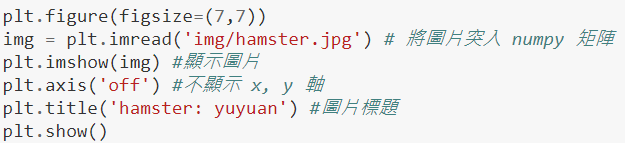 plt.figure(figsize=(7,7))
img = plt.imread('img/hamster.jpg') # 將圖片突入 numpy 矩陣
plt.imshow(img) #顯示圖片
plt.axis('off') #不顯示 x, y 軸
plt.title('hamster: yuyuan') #圖片標題
plt.show()